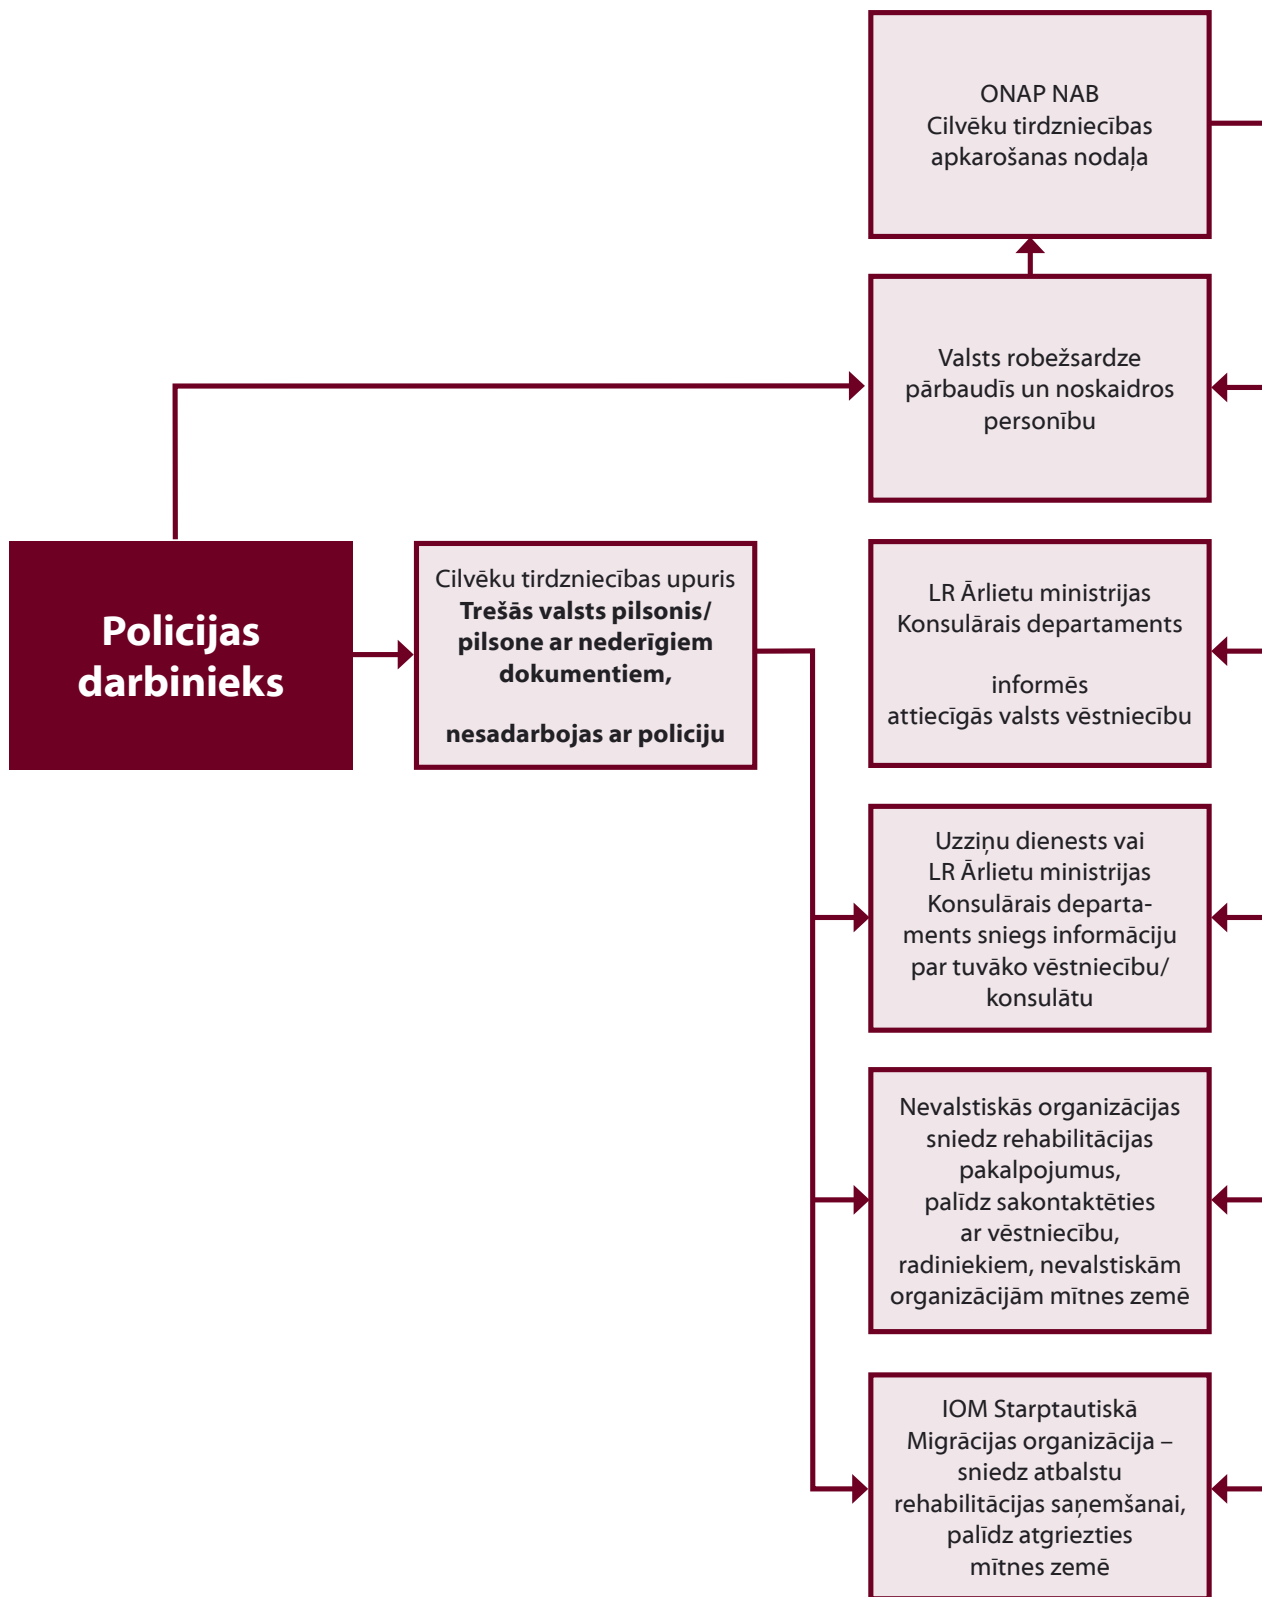 ONAP NAB
Cilvēku tirdzniecības
apkarošanas nodaļa
Valsts robežsardze
pārbaudīs un noskaidros
personību
Policijas
darbinieks
Cilvēku tirdzniecības upuris
Trešās valsts pilsonis/
pilsone ar nederīgiem
dokumentiem,
nesadarbojas ar policiju
LR Ārlietu ministrijas
Konsulārais departaments
informēs
attiecīgās valsts vēstniecību
Uzziņu dienests vai
LR Ārlietu ministrijas
Konsulārais departa-
ments sniegs informāciju
par tuvāko vēstniecību/
konsulātu
Nevalstiskās organizācijas
sniedz rehabilitācijas
pakalpojumus,
palīdz sakontaktēties
ar vēstniecību,
radiniekiem, nevalstiskām
organizācijām mītnes zemē
IOM Starptautiskā
Migrācijas organizācija –
sniedz atbalstu
rehabilitācijas saņemšanai,
palīdz atgriezties
mītnes zemē